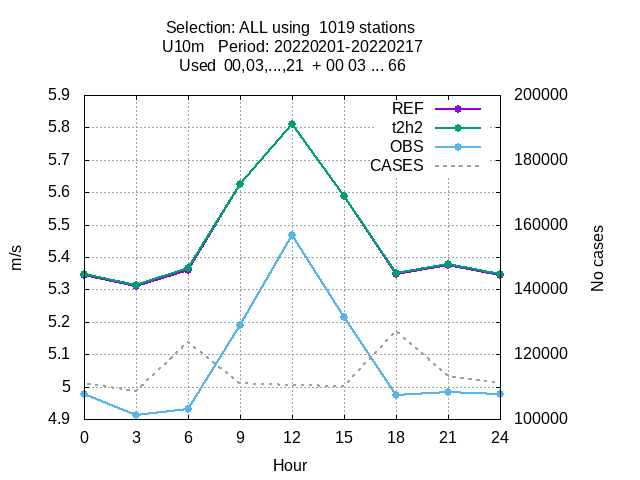 Selection: ALL using  1019 stations
U10m   Period: 20220201-20220217
Used  00,03,...,21  + 00 03 ... 66
5.9
5.8
5.7
5.6
5.5
5.4
5.3
5.2
5.1
5
4.9
m/s
REF
t2h2
OBS
CASES
200000
180000
160000
140000
120000
100000
No cases
0 3 6 9 12 15 18 21 24
Hour